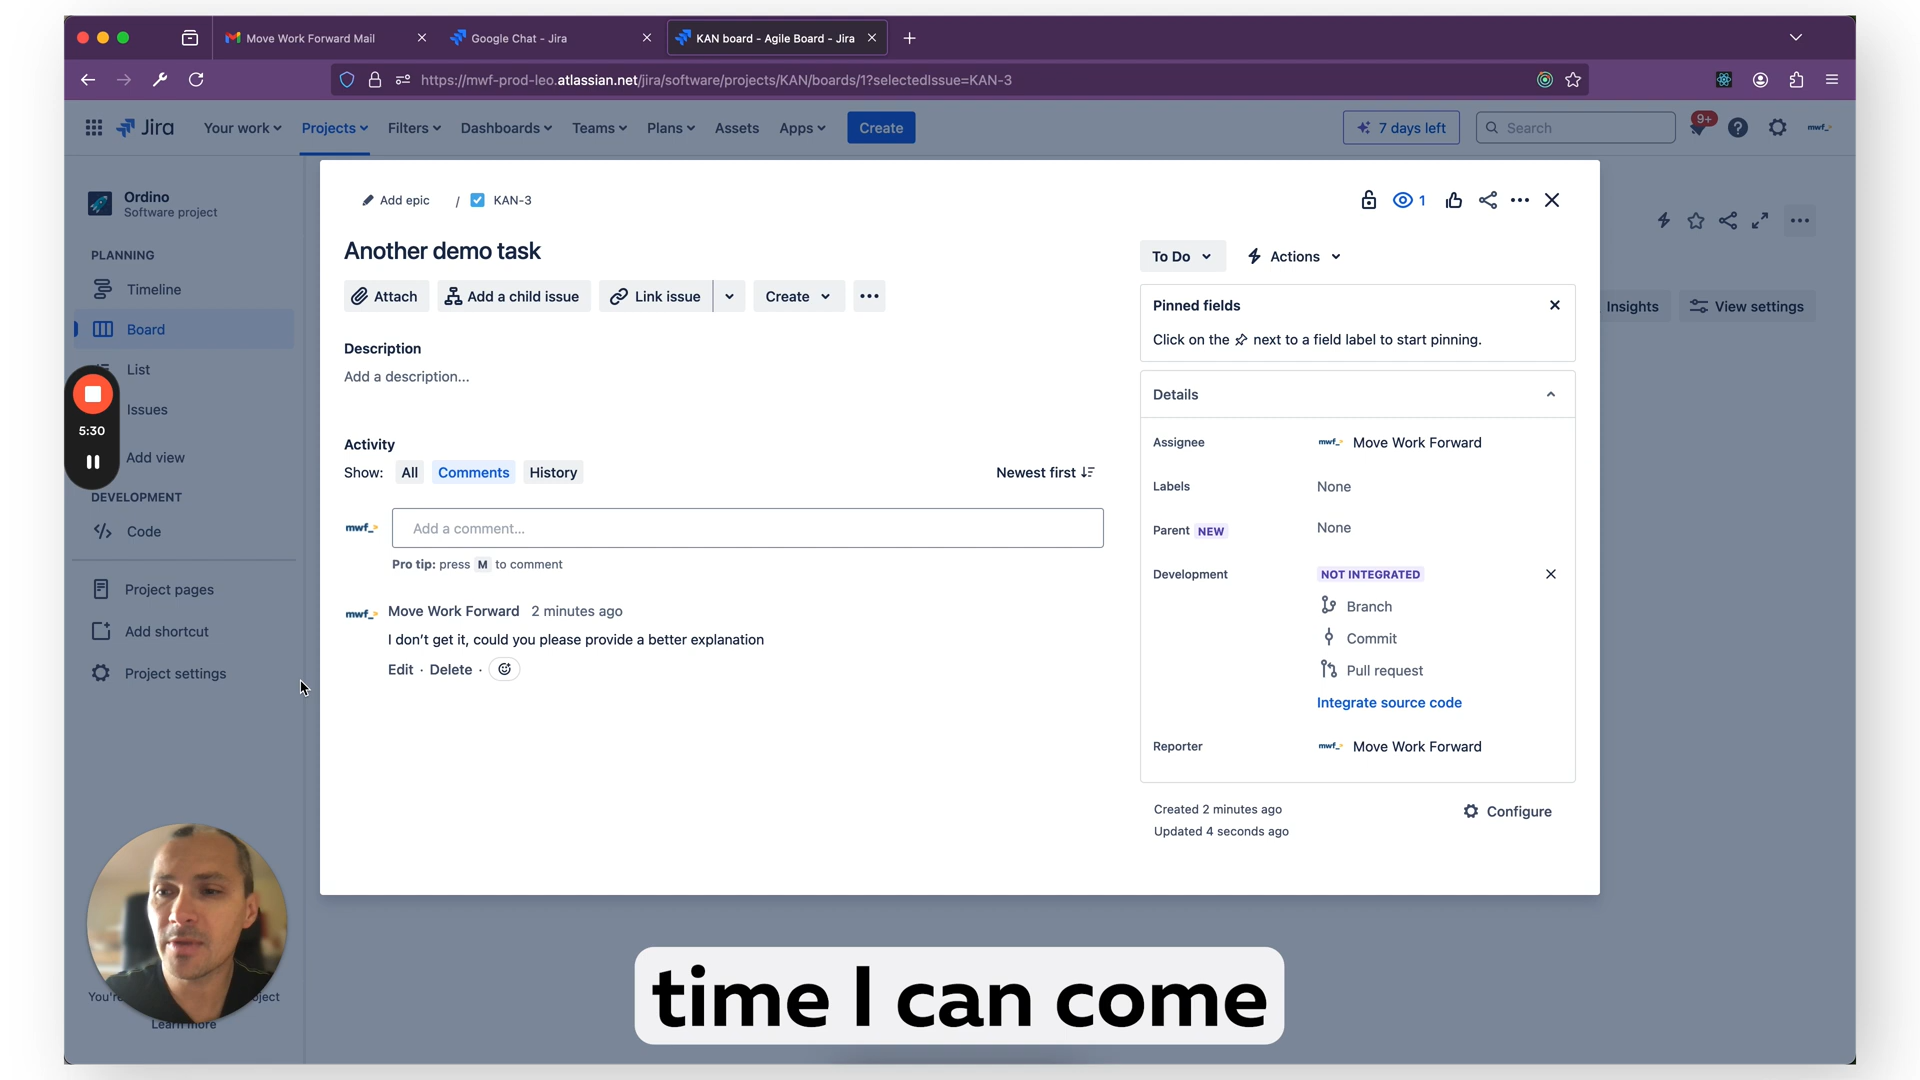 Move Work Forward Mail
Google Chat - Jira
KAN board - Agile Board - Jira
https://mwf-prod-leo.atlassian.net/jira/software/projects/KAN/boards/1?selectedIssue=KAN-3
Jira
Your work
Projects
Filters
Dashboards
Teams
Plans
Assets
Apps
Create
7 days left
Search
9+
mwf_>
Ordino
Software project
PLANNING
Timeline
Board
List
Issues
Add view
5:30
DEVELOPMENT
Code
Project pages
Add shortcut
Project settings
Learn more
Insights
View settings
Add epic
/ KAN-3
1
Another demo task
Attach
Add a child issue
Link issue
Create
Description
Add a description...
Activity
Show:
All
Comments
History
Newest first
mwf_>
Add a comment...
Pro tip: press M to comment
mwf_>
Move Work Forward 2 minutes ago
I don't get it, could you please provide a better explanation
Edit · Delete ·
To Do
Actions
Pinned fields
Click on the next to a field label to start pinning.
Details
Assignee
mwf_> Move Work Forward
Labels
None
Parent NEW
None
Development
NOT INTEGRATED
Branch
Commit
Pull request
Integrate source code
Reporter
mwf_> Move Work Forward
Created 2 minutes ago
Updated 4 seconds ago
Configure
time I can come